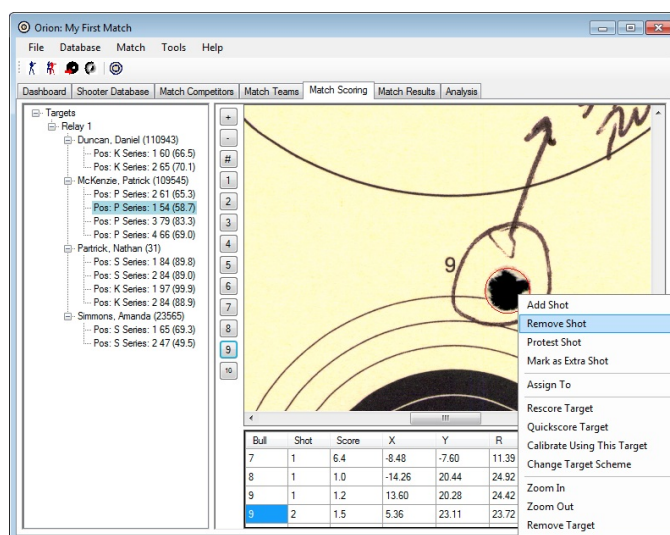 Orion: My First Match
File Database Match Tools Help
Dashboard Shooter Database Match Competitors Match Teams Match Scoring Match Results Analysis
Targets
Relay 1
Duncan, Daniel (110943)
Pos: K Series: 1 60 (66.5)
Pos: K Series: 2 65 (70.1)
McKenzie, Patrick (109545)
Pos: P Series: 2 61 (65.3)
Pos: P Series: 1 54 (58.7)
Pos: P Series: 3 79 (83.3)
Pos: P Series: 4 66 (69.0)
Partrick, Nathan (31)
Pos: S Series: 1 84 (89.8)
Pos: S Series: 2 84 (89.0)
Pos: K Series: 1 97 (99.9)
Pos: K Series: 2 84 (88.9)
Simmons, Amanda (23565)
Pos: S Series: 1 65 (69.3)
Pos: S Series: 2 47 (49.5)
+
-
#
1
2
3
4
5
6
7
8
9
10
9
Add Shot
Remove Shot
Protest Shot
Mark as Extra Shot
Assign To
Rescore Target
Quickscore Target
Calibrate Using This Target
Change Target Scheme
Zoom In
Zoom Out
Remove Target
Bull Shot Score X Y R
7 1 6.4 -8.48 -7.60 11.39
8 1 1.0 -14.26 20.44 24.92
9 1 1.2 13.60 20.28 24.42
9 2 1.5 5.36 23.11 23.72